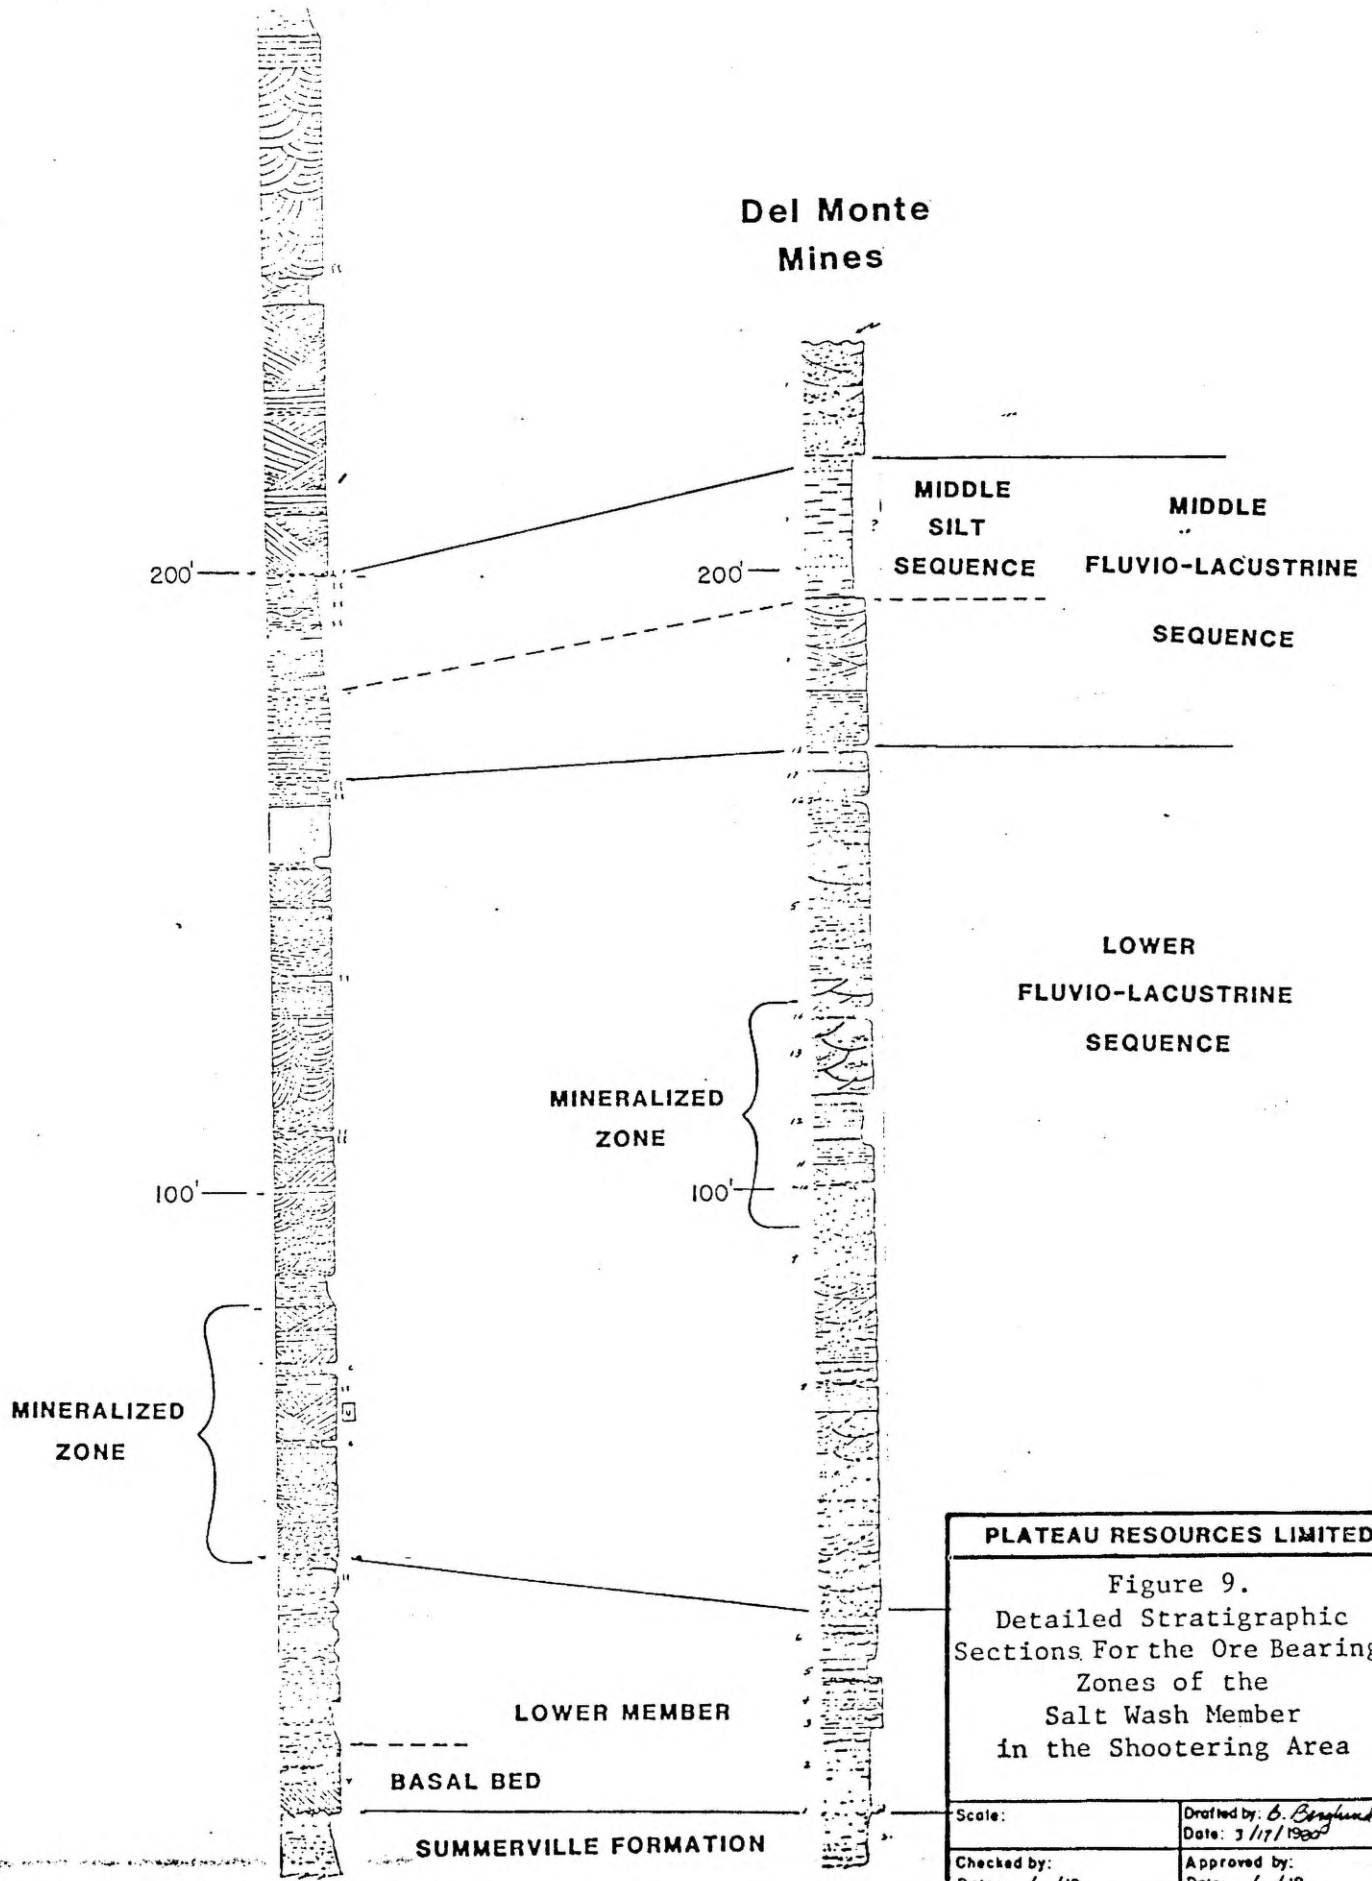 Del Monte
Mines
MIDDLE
SILT
SEQUENCE
MIDDLE
FLUVIO-LACUSTRINE
SEQUENCE
200'
200'
LOWER
FLUVIO-LACUSTRINE
SEQUENCE
MINERALIZED
ZONE
100'
100'
MINERALIZED
ZONE
LOWER MEMBER
BASAL BED
SUMMERVILLE FORMATION
PLATEAU RESOURCES LIMITED
Figure 9.
Detailed Stratigraphic
Sections For the Ore Bearing
Zones of the
Salt Wash Member
in the Shootering Area
Scale:
Drafted by: B. Berglund
Date: 3/17/1980
Checked by:
Approved by: